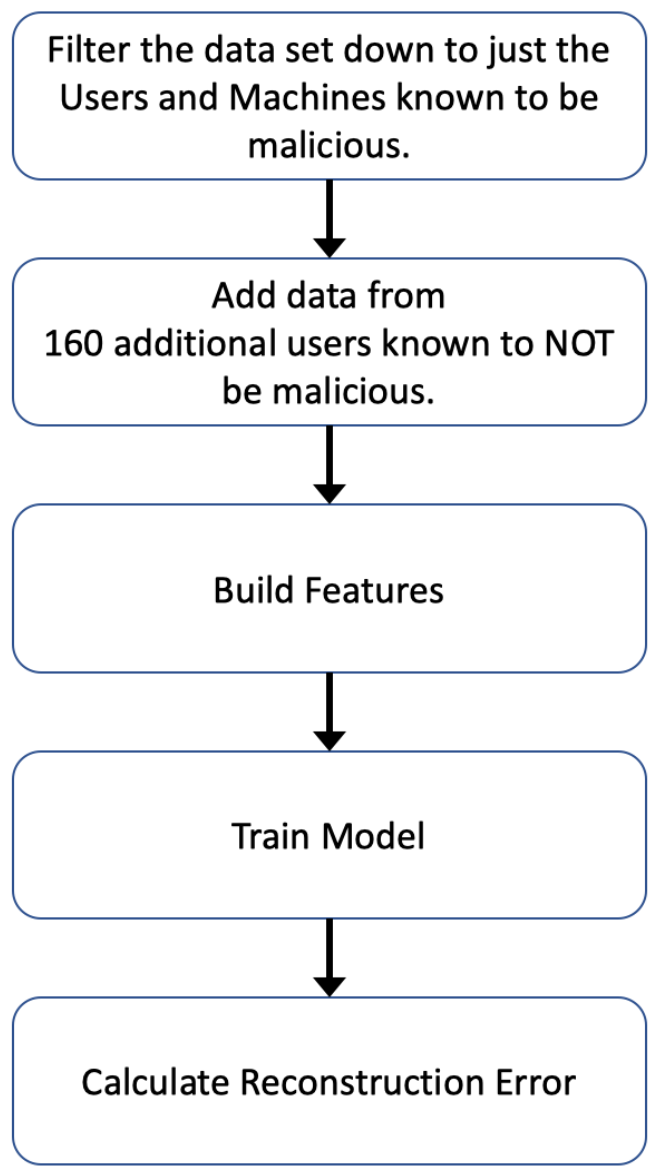 Filter the data set down to just the
Users and Machines known to be
malicious.
Add data from
160 additional users known to NOT
be malicious.
Build Features
Train Model
Calculate Reconstruction Error